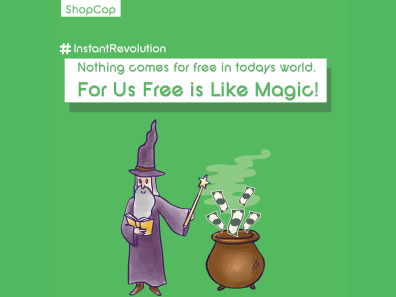 ShopCop
#InstantRevolution
Nothing comes for free in todays world.
For Us Free is Like Magic!